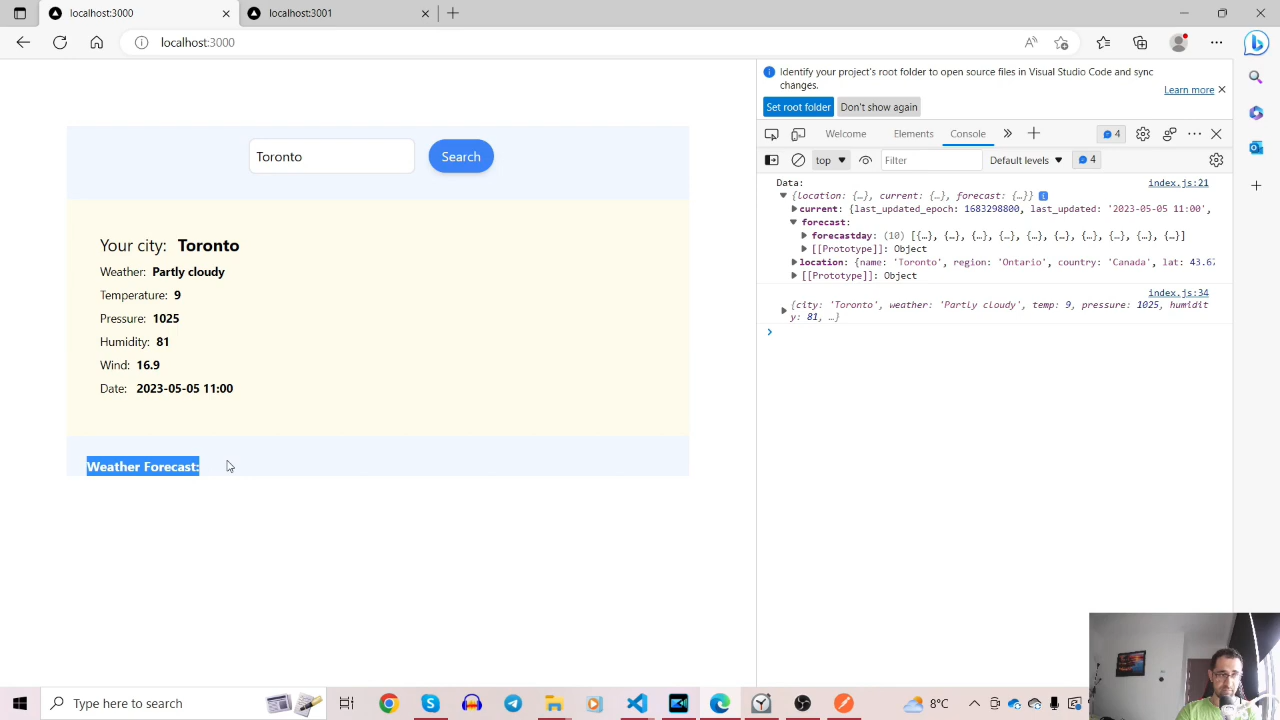 localhost:3000
localhost:3001
localhost:3000
Identify your project's root folder to open source files in Visual Studio Code and sync
changes.
Learn more
Set root folder
Don't show again
Welcome
Elements
Console
4
top
Filter
Default levels
4
Toronto
Search
Your city: Toronto
Weather: Partly cloudy
Temperature: 9
Pressure: 1025
Humidity: 81
Wind: 16.9
Date: 2023-05-05 11:00
Weather Forecast:
Data:
index.js:21
{location: {…}, current: {…}, forecast: {…}}
current: {last_updated_epoch: 1683298800, last_updated: '2023-05-05 11:00',
forecast:
forecastday: (10) [{…}, {…}, {…}, {…}, {…}, {…}, {…}, {…}, {…}, {…}]
[[Prototype]]: Object
location: {name: 'Toronto', region: 'Ontario', country: 'Canada', lat: 43.67
[[Prototype]]: Object
index.js:34
{city: 'Toronto', weather: 'Partly cloudy', temp: 9, pressure: 1025, humidit
y: 81, …}
Type here to search
8°C